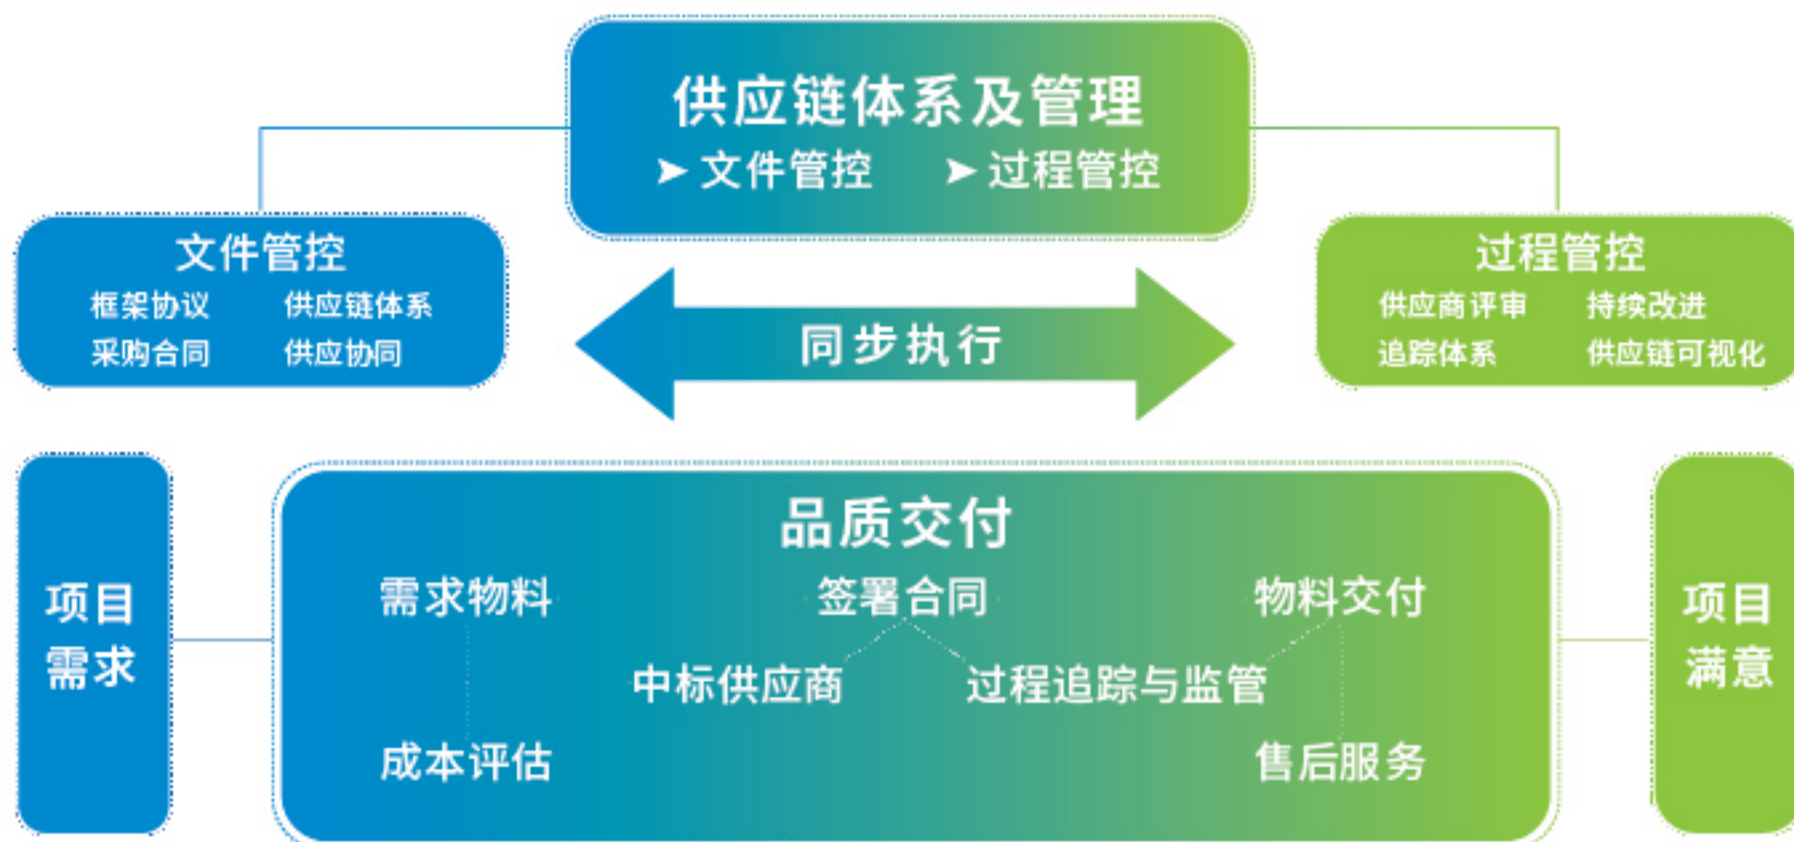 供应链体系及管理
➤ 文件管控 ➤ 过程管控
文件管控
框架协议 供应链体系
采购合同 供应协同
同步执行
过程管控
供应商评审 持续改进
追踪体系 供应链可视化
项目
需求
品质交付
需求物料 签署合同 物料交付
中标供应商 过程追踪与监管
成本评估 售后服务
项目
满意